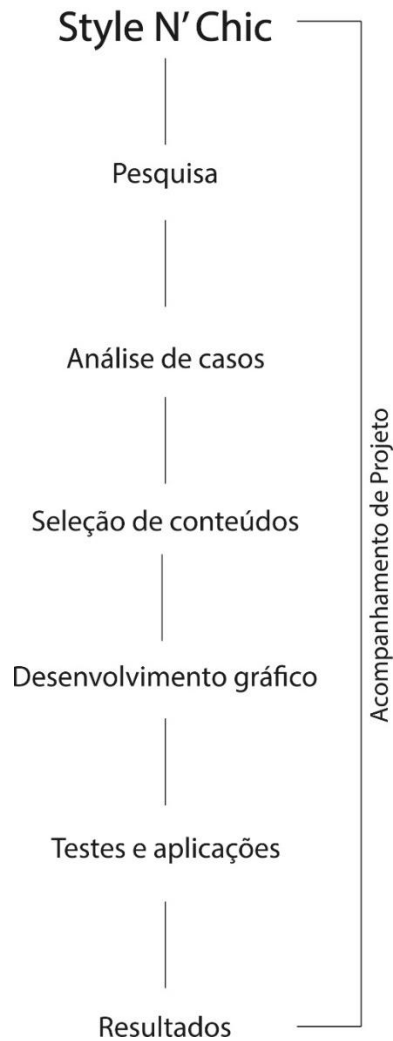 Style N’ Chic
Pesquisa
Análise de casos
Seleção de conteúdos
Desenvolvimento gráfico
Testes e aplicações
Resultados
Acompanhamento de Projeto